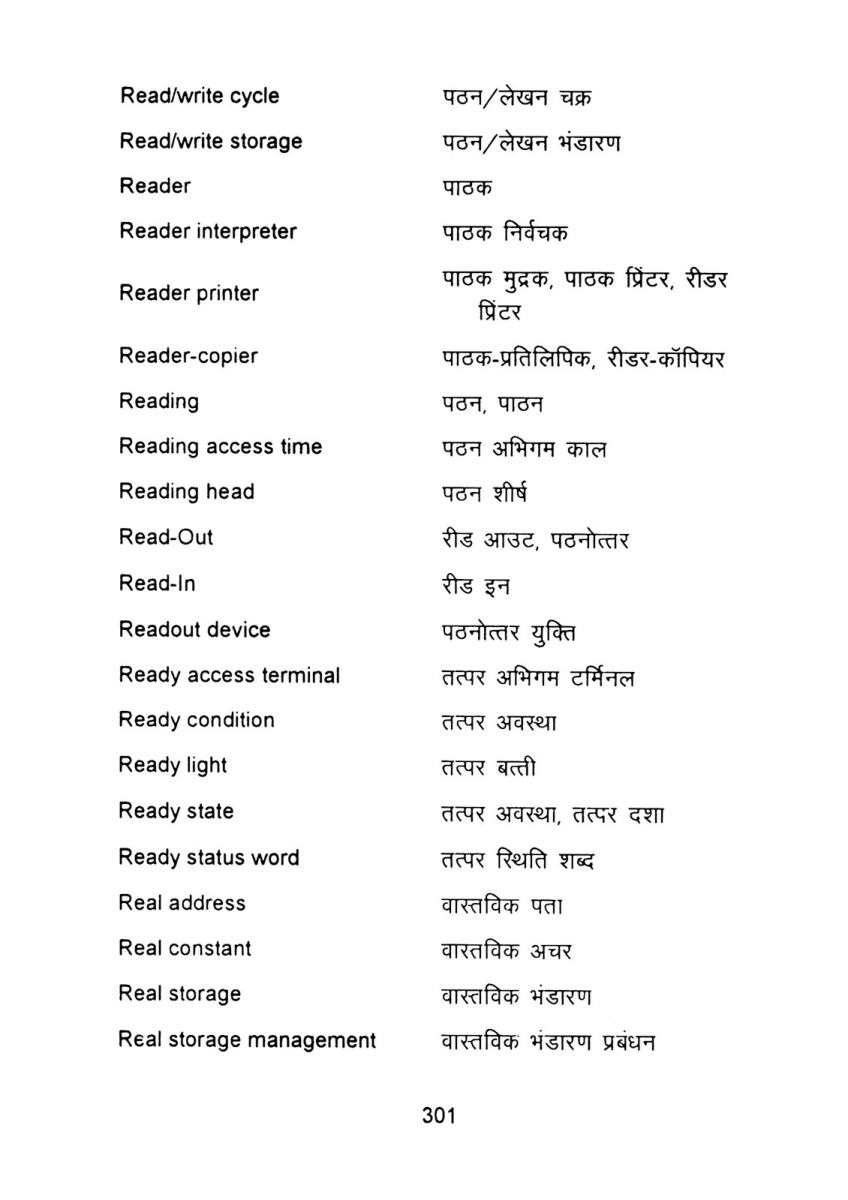 Read/write cycle पठन/लेखन चक्र
Read/write storage पठन/लेखन भंडारण
Reader पाठक
Reader interpreter पाठक निर्वचक
Reader printer पाठक मुद्रक, पाठक प्रिंटर, रीडर
प्रिंटर
Reader-copier पाठक-प्रतिलिपिक, रीडर-कॉपियर
Reading पठन, पाठन
Reading access time पठन अभिगम काल
Reading head पठन शीर्ष
Read-Out रीड आउट, पठनोत्तर
Read-In रीड इन
Readout device पठनोत्तर युक्ति
Ready access terminal तत्पर अभिगम टर्मिनल
Ready condition तत्पर अवस्था
Ready light तत्पर बत्ती
Ready state तत्पर अवस्था, तत्पर दशा
Ready status word तत्पर स्थिति शब्द
Real address वास्तविक पता
Real constant वास्तविक अचर
Real storage वास्तविक भंडारण
Real storage management वास्तविक भंडारण प्रबंधन
301